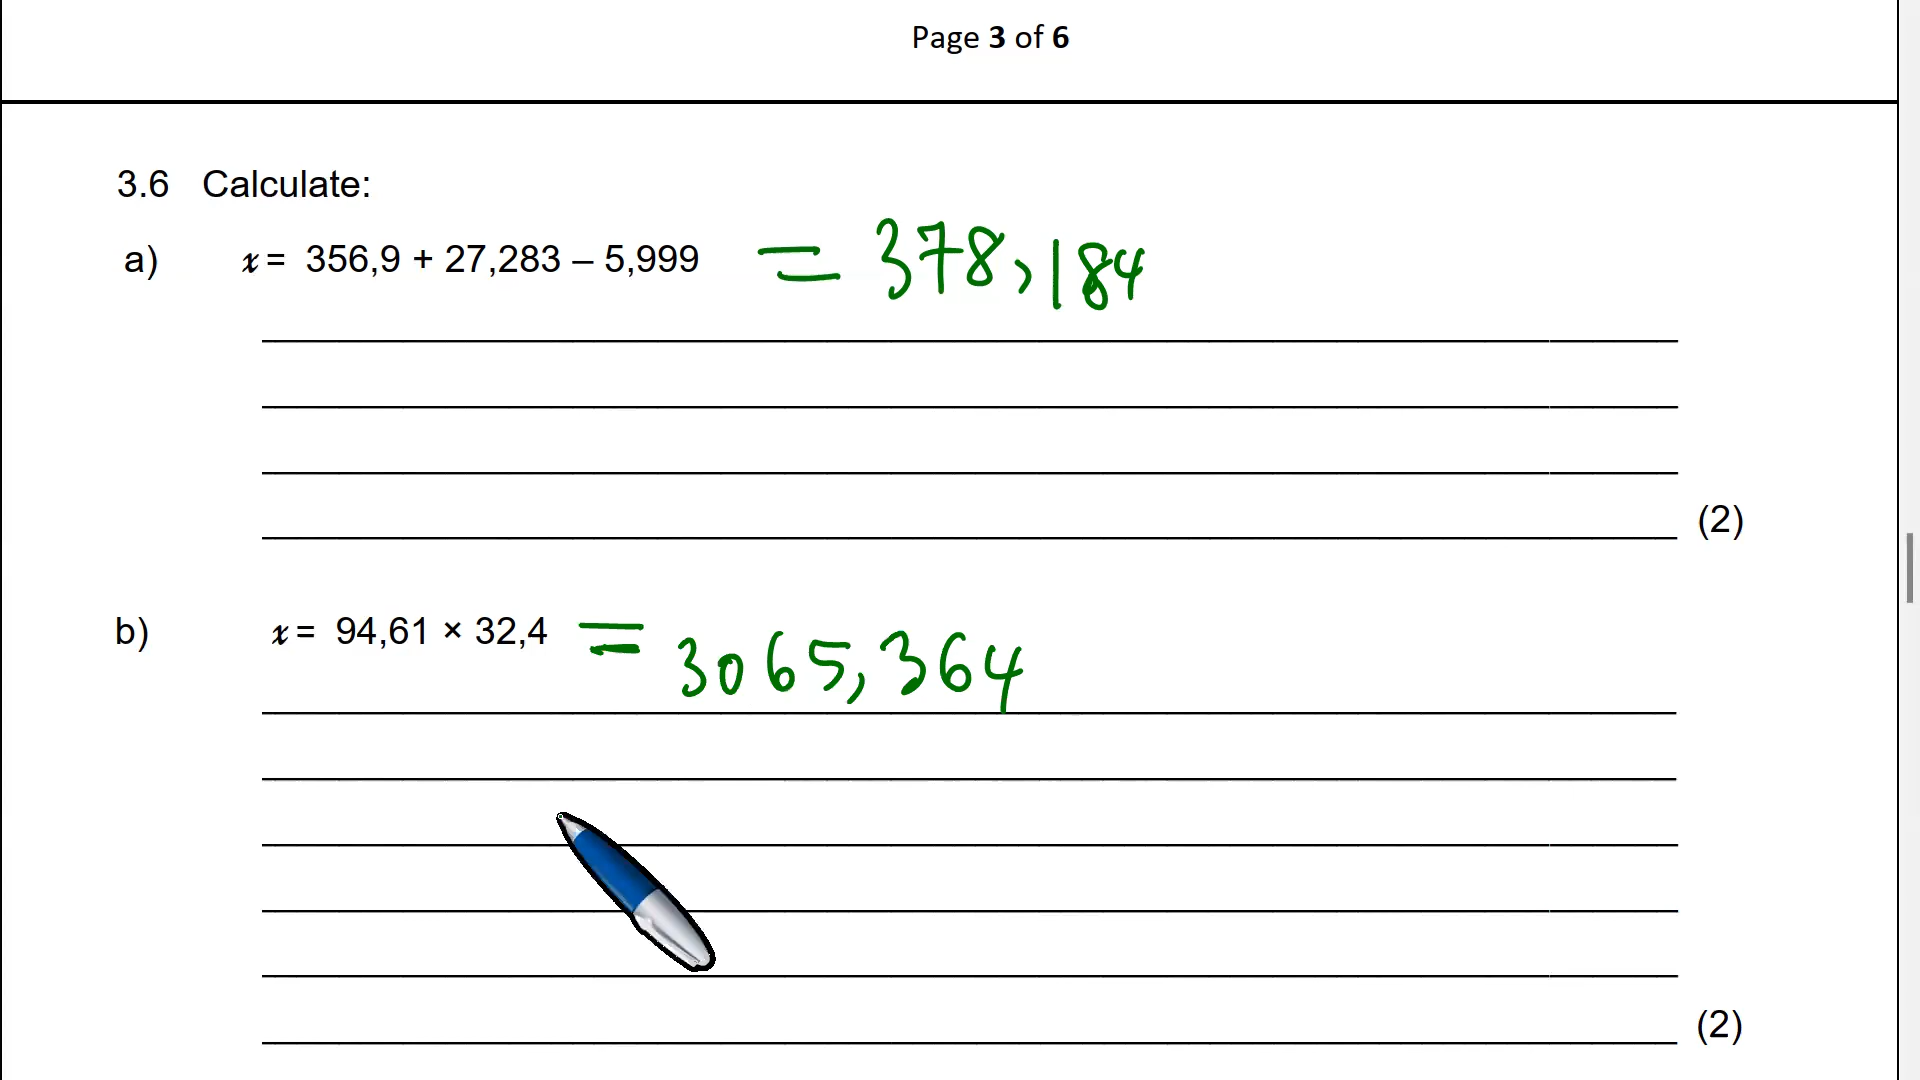 Page 3 of 6
3.6 Calculate:
a) 𝓍 = 356,9 + 27,283 – 5,999 = 378,184
(2)
b) 𝓍 = 94,61 × 32,4 = 3065,364
(2)